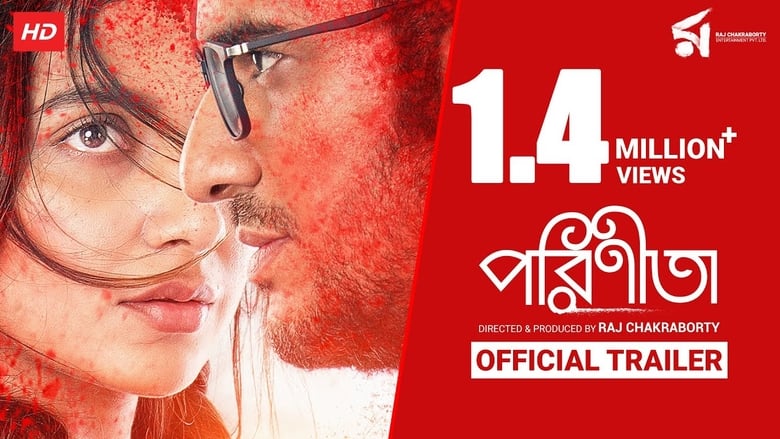 HD
RAJ CHAKRABORTY
ENTERTAINMENT PVT. LTD.
1.4 MILLION+
VIEWS
পরিণীতা
DIRECTED & PRODUCED BY RAJ CHAKRABORTY
OFFICIAL TRAILER